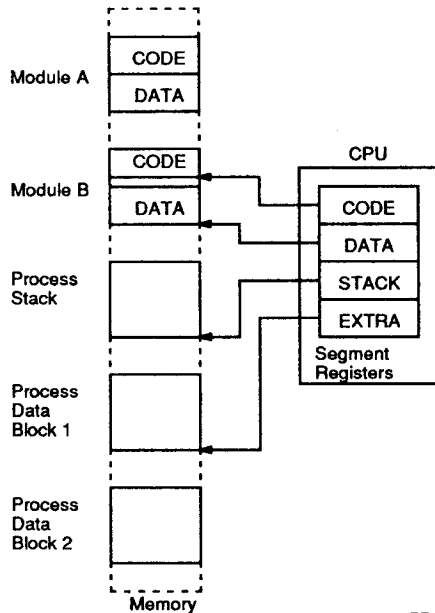 CODE
Module A
DATA
CODE
CPU
Module B
DATA
CODE
DATA
Process
Stack
STACK
EXTRA
Segment
Registers
Process
Data
Block 1
Process
Data
Block 2
Memory